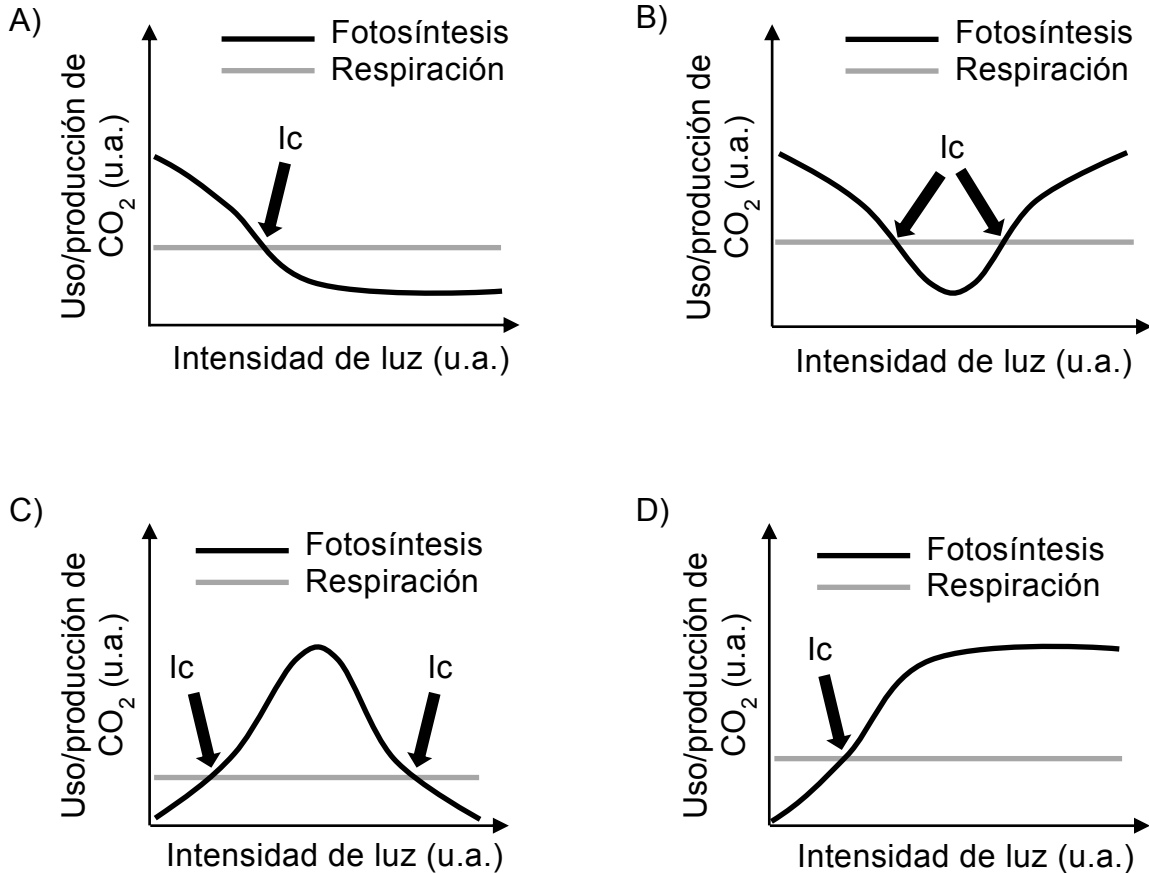 A)
Fotosíntesis
Respiración
Ic
Uso/producción de
CO₂ (u.a.)
Intensidad de luz (u.a.)
B)
Fotosíntesis
Respiración
Ic
Uso/producción de
CO₂ (u.a.)
Intensidad de luz (u.a.)
C)
Fotosíntesis
Respiración
Ic
Ic
Uso/producción de
CO₂ (u.a.)
Intensidad de luz (u.a.)
D)
Fotosíntesis
Respiración
Ic
Uso/producción de
CO₂ (u.a.)
Intensidad de luz (u.a.)